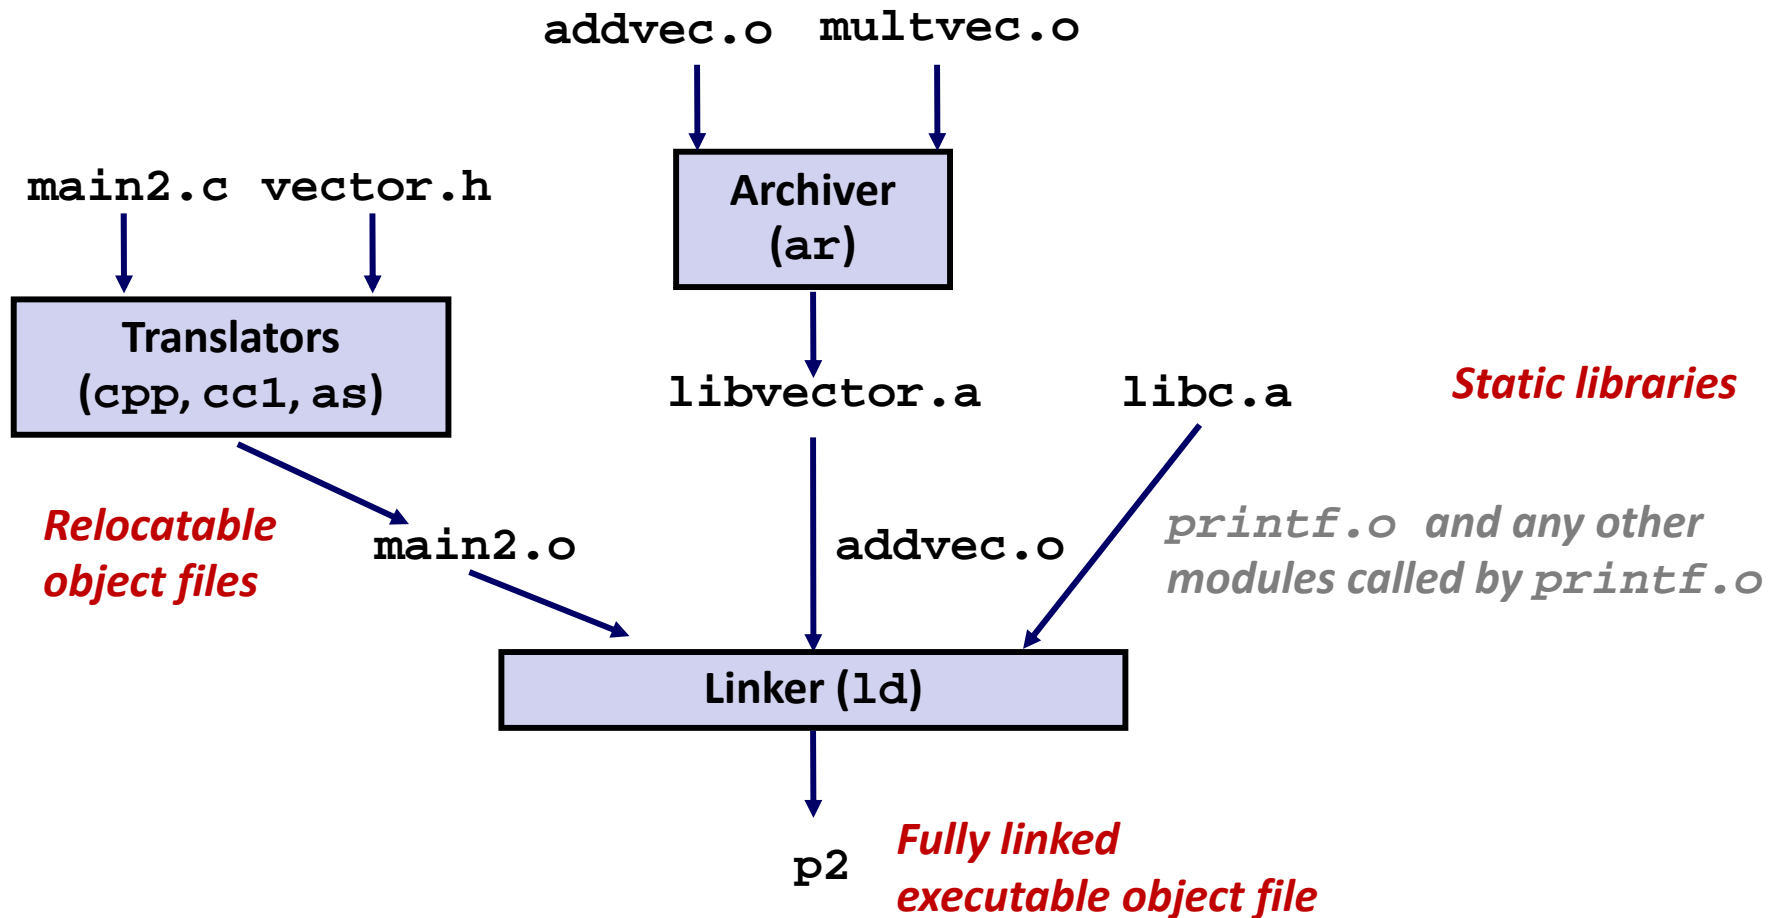 addvec.o multvec.o
main2.c vector.h
Archiver
(ar)
Translators
(cpp, cc1, as)
libvector.a
libc.a
Static libraries
Relocatable
object files
main2.o
addvec.o
printf.o and any other
modules called by printf.o
Linker (ld)
p2
Fully linked
executable object file